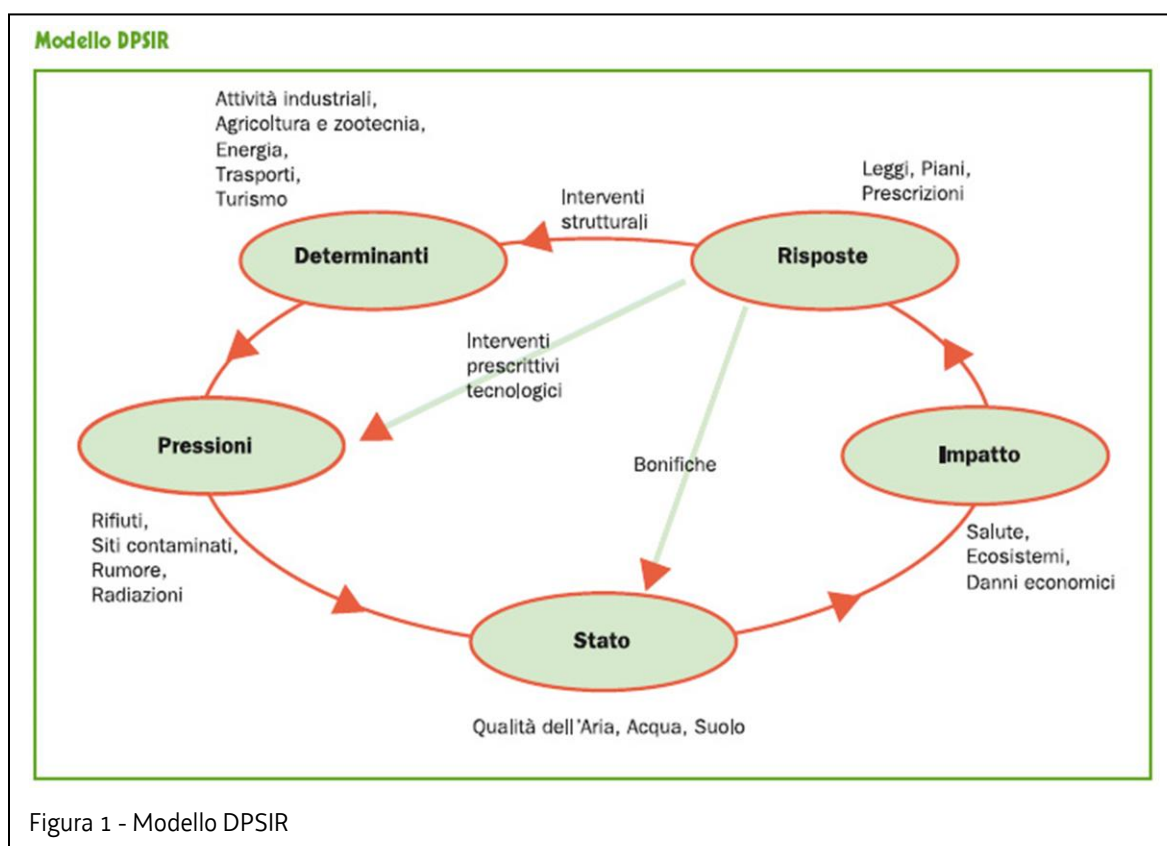 Modello DPSIR
Attività industriali,
Agricoltura e zootecnia,
Energia,
Trasporti,
Turismo
Interventi
strutturali
Leggi, Piani,
Prescrizioni
Determinanti
Risposte
Interventi
prescrittivi
tecnologici
Pressioni
Bonifiche
Impatto
Rifiuti,
Siti contaminati,
Rumore,
Radiazioni
Salute,
Ecosistemi,
Danni economici
Stato
Qualità dell'Aria, Acqua, Suolo
Figura 1 - Modello DPSIR